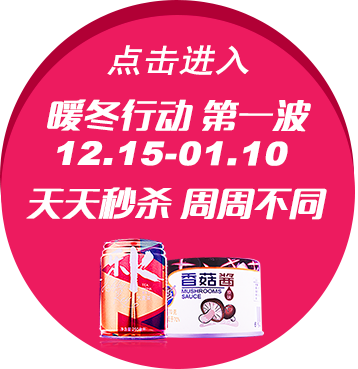 点击进入
暖冬行动 第一波
12.15-01.10
天天秒杀 周周不同
香菇酱
MUSHROOMS
SAUCE